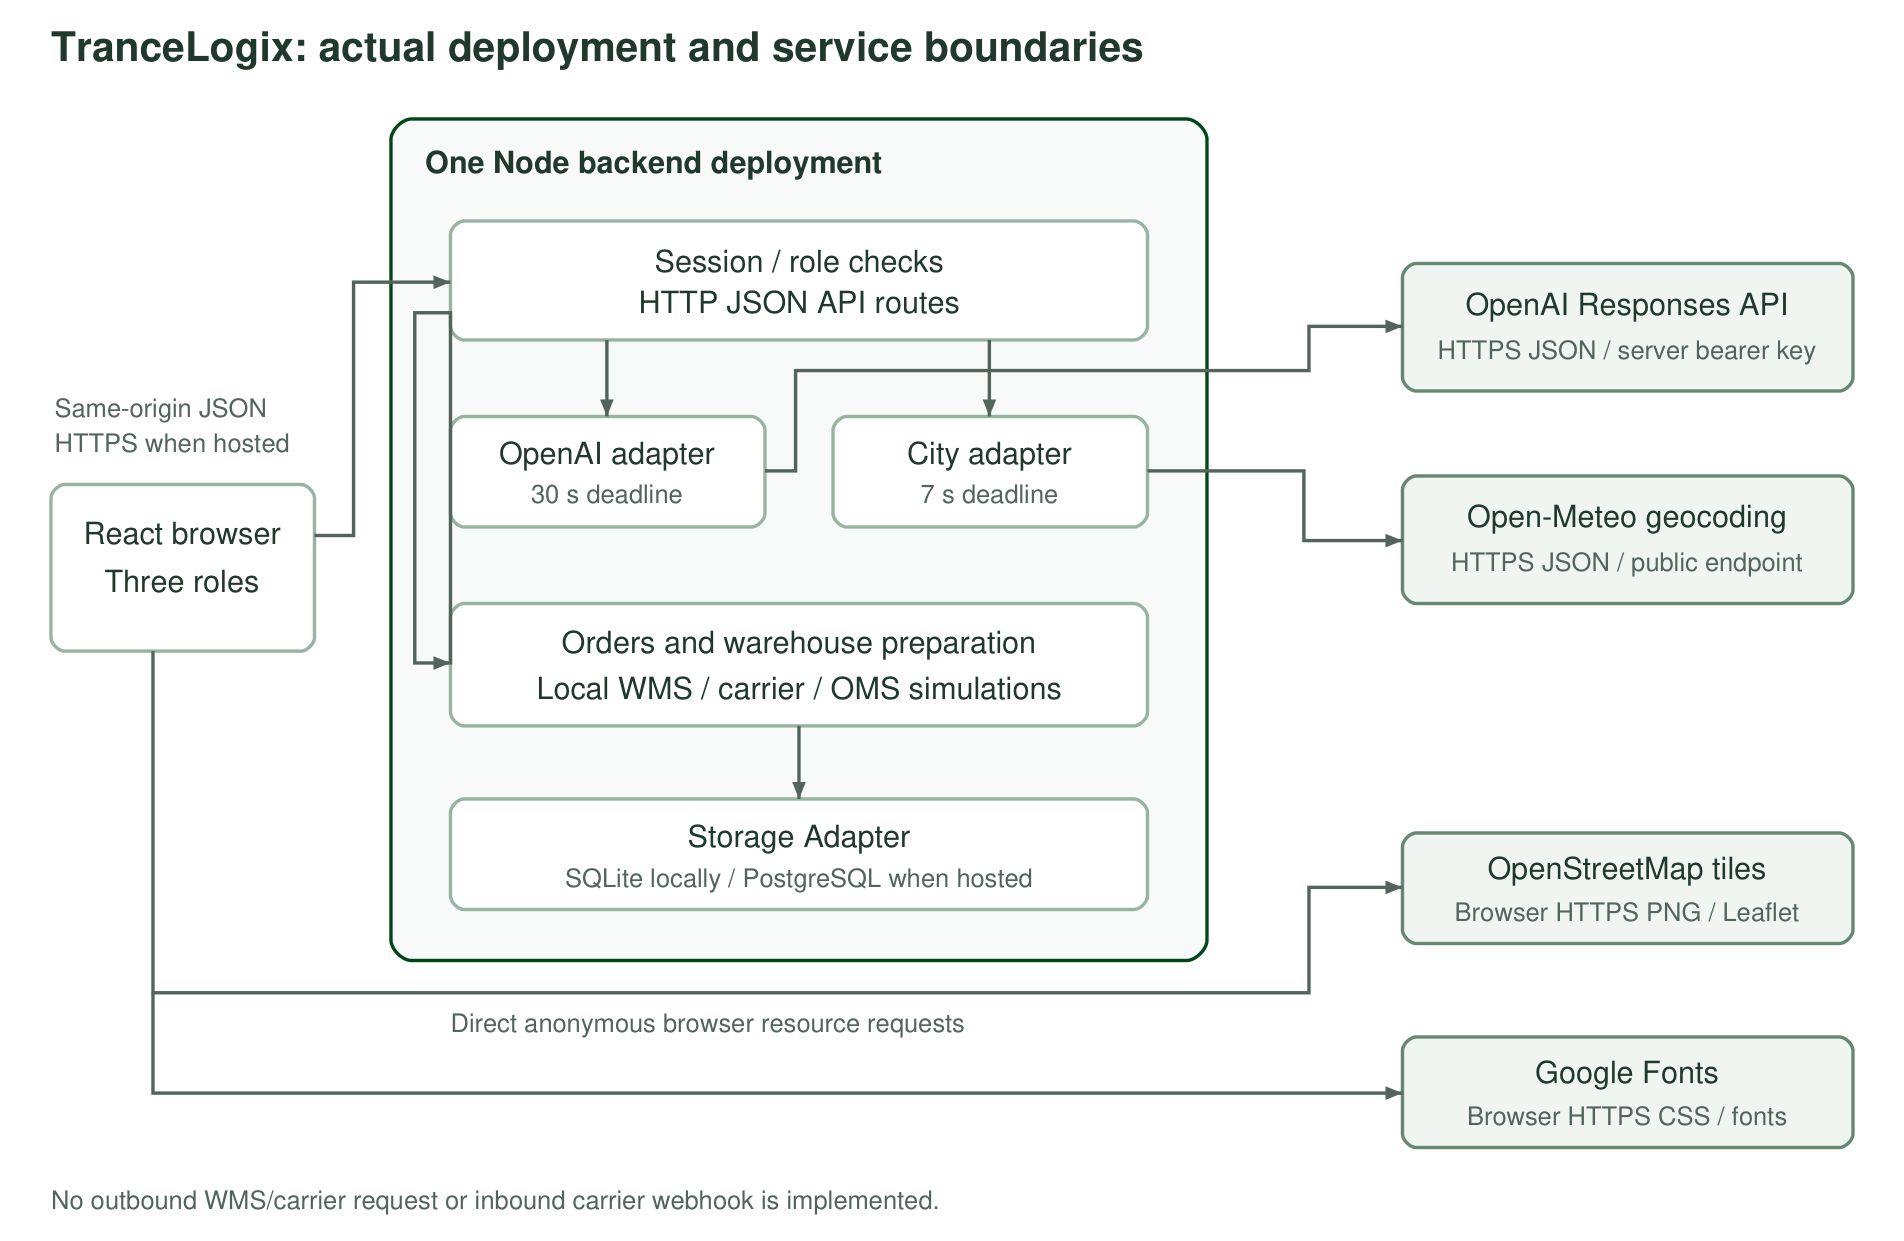 TranceLogix: actual deployment and service boundaries
One Node backend deployment
Session / role checks
HTTP JSON API routes
OpenAI Responses API
HTTPS JSON / server bearer key
Same-origin JSON
HTTPS when hosted
OpenAI adapter
30 s deadline
City adapter
7 s deadline
React browser
Three roles
Open-Meteo geocoding
HTTPS JSON / public endpoint
Orders and warehouse preparation
Local WMS / carrier / OMS simulations
Storage Adapter
SQLite locally / PostgreSQL when hosted
OpenStreetMap tiles
Browser HTTPS PNG / Leaflet
Direct anonymous browser resource requests
Google Fonts
Browser HTTPS CSS / fonts
No outbound WMS/carrier request or inbound carrier webhook is implemented.